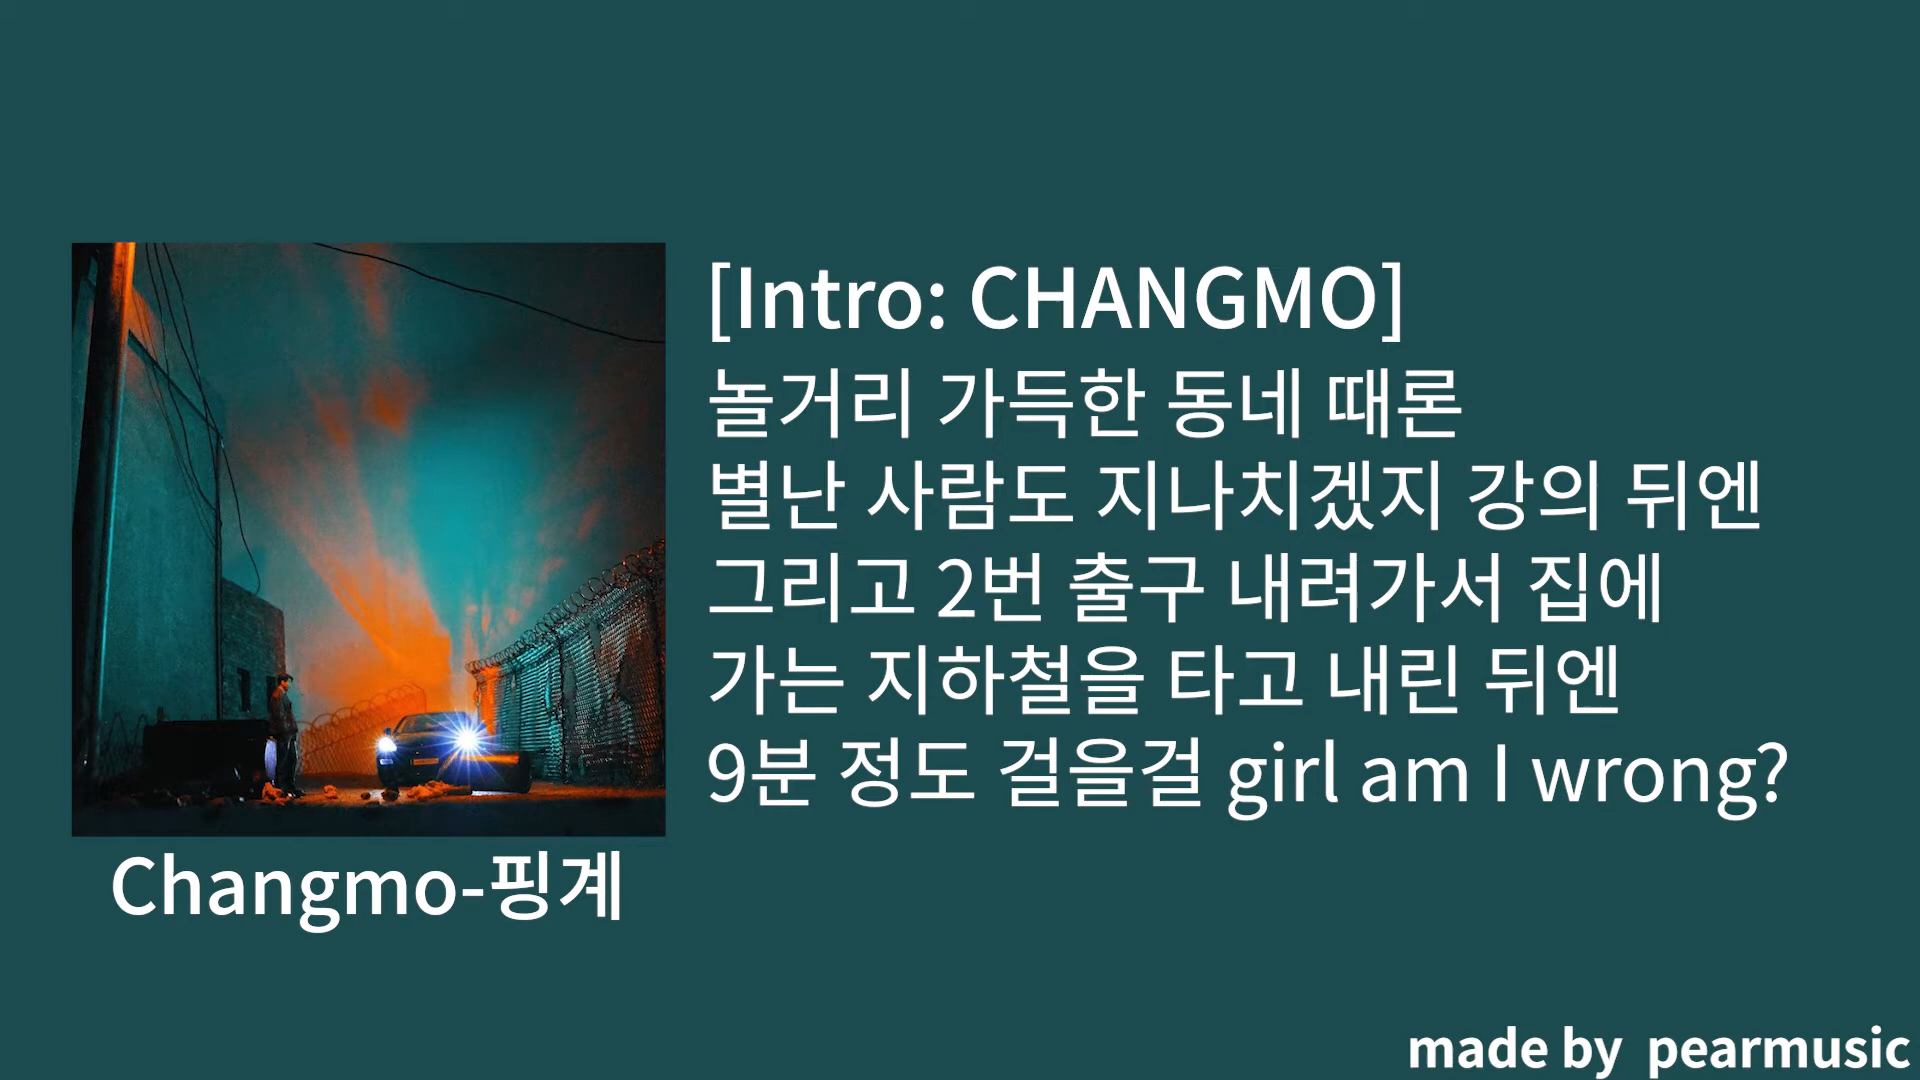 [Intro: CHANGMO]
놀거리 가득한 동네 때론
별난 사람도 지나치겠지 강의 뒤엔
그리고 2번 출구 내려가서 집에
가는 지하철을 타고 내린 뒤엔
9분 정도 걸을걸 girl am I wrong?
Changmo-핑계
made by pearmusic